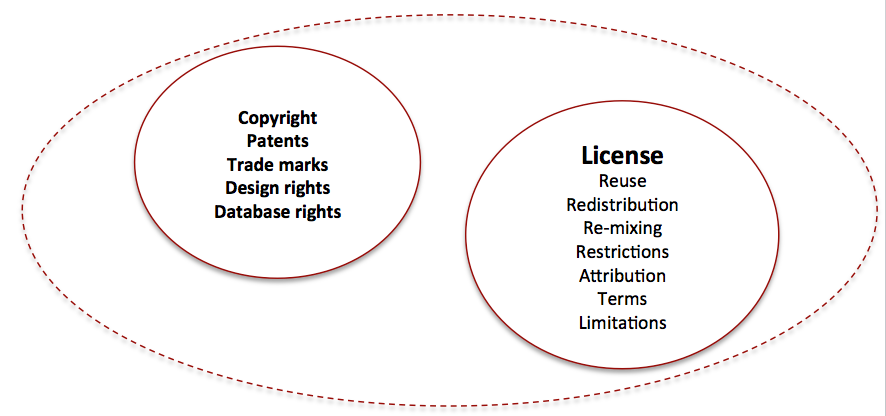 Copyright
Patents
Trade marks
Design rights
Database rights
License
Reuse
Redistribution
Re-mixing
Restrictions
Attribution
Terms
Limitations